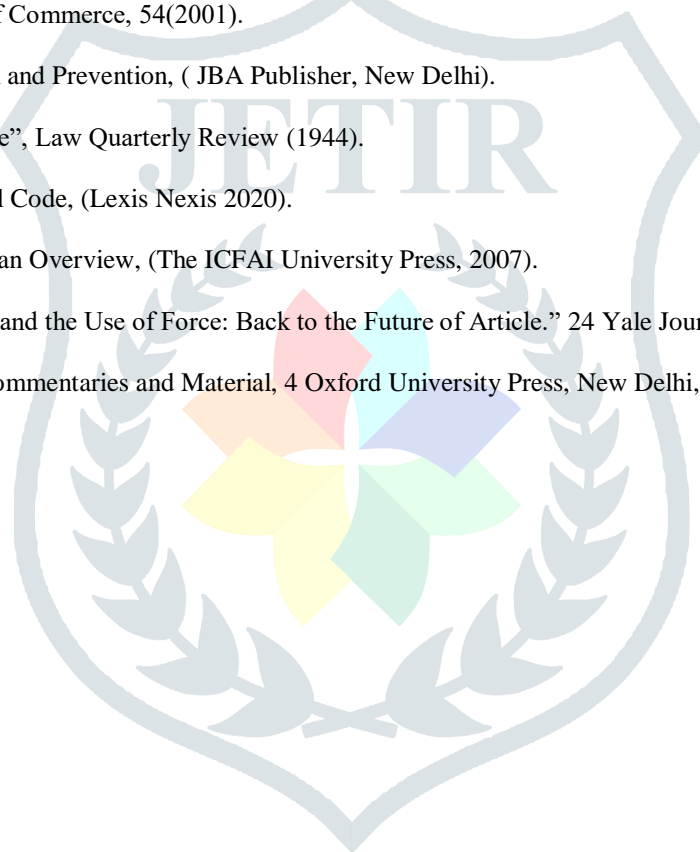 f Commerce, 54(2001).
and Prevention, ( JBA Publisher, New Delhi).
JETIR
e”, Law Quarterly Review (1944).
l Code, (Lexis Nexis 2020).
an Overview, (The ICFAI University Press, 2007).
and the Use of Force: Back to the Future of Article.” 24 Yale Jour
ommentaries and Material, 4 Oxford University Press, New Delhi,